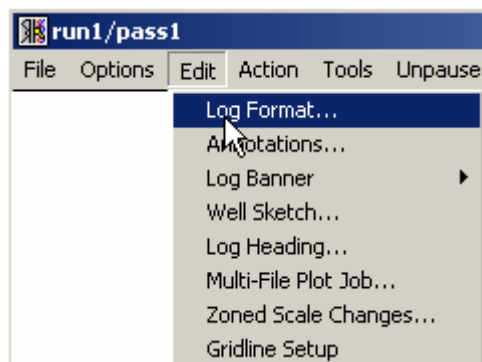 run1/pass1
File Options Edit Action Tools Unpause
Log Format...
Annotations...
Log Banner
Well Sketch...
Log Heading...
Multi-File Plot Job...
Zoned Scale Changes...
Gridline Setup